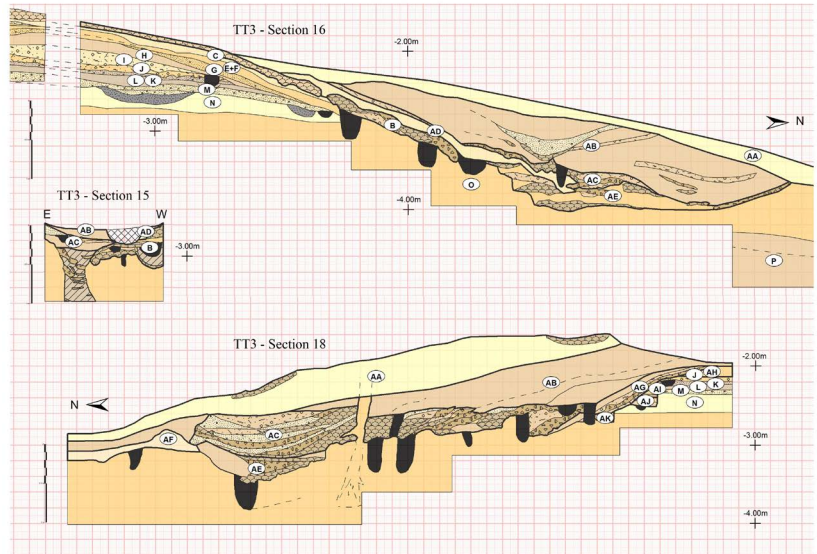 TT3 - Section 16
-2.00m
H
C
I
G
E+F
J
L
K
M
N
-3.00m
B
AD
N
AB
AA
AC
AE
O
-4.00m
P
TT3 - Section 15
E
W
AB
AD
AC
B
-3.00m
TT3 - Section 18
-2.00m
AA
AB
J
AH
N
AG
AI
M
L
K
AJ
N
AK
AC
AF
AE
-3.00m
-4.00m